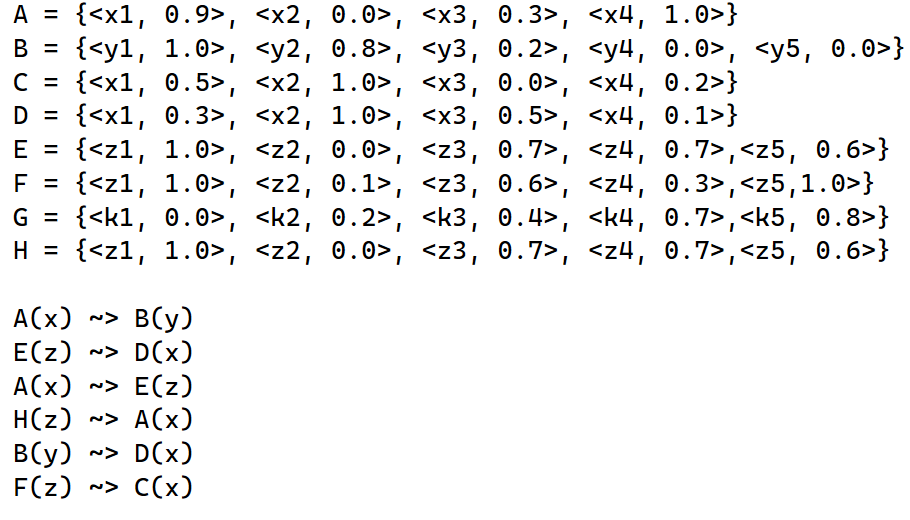 A = {<x1, 0.9>, <x2, 0.0>, <x3, 0.3>, <x4, 1.0>}
B = {<y1, 1.0>, <y2, 0.8>, <y3, 0.2>, <y4, 0.0>, <y5, 0.0>}
C = {<x1, 0.5>, <x2, 1.0>, <x3, 0.0>, <x4, 0.2>}
D = {<x1, 0.3>, <x2, 1.0>, <x3, 0.5>, <x4, 0.1>}
E = {<z1, 1.0>, <z2, 0.0>, <z3, 0.7>, <z4, 0.7>,<z5, 0.6>}
F = {<z1, 1.0>, <z2, 0.1>, <z3, 0.6>, <z4, 0.3>,<z5,1.0>}
G = {<k1, 0.0>, <k2, 0.2>, <k3, 0.4>, <k4, 0.7>,<k5, 0.8>}
H = {<z1, 1.0>, <z2, 0.0>, <z3, 0.7>, <z4, 0.7>,<z5, 0.6>}
A(x) ~> B(y)
E(z) ~> D(x)
A(x) ~> E(z)
H(z) ~> A(x)
B(y) ~> D(x)
F(z) ~> C(x)